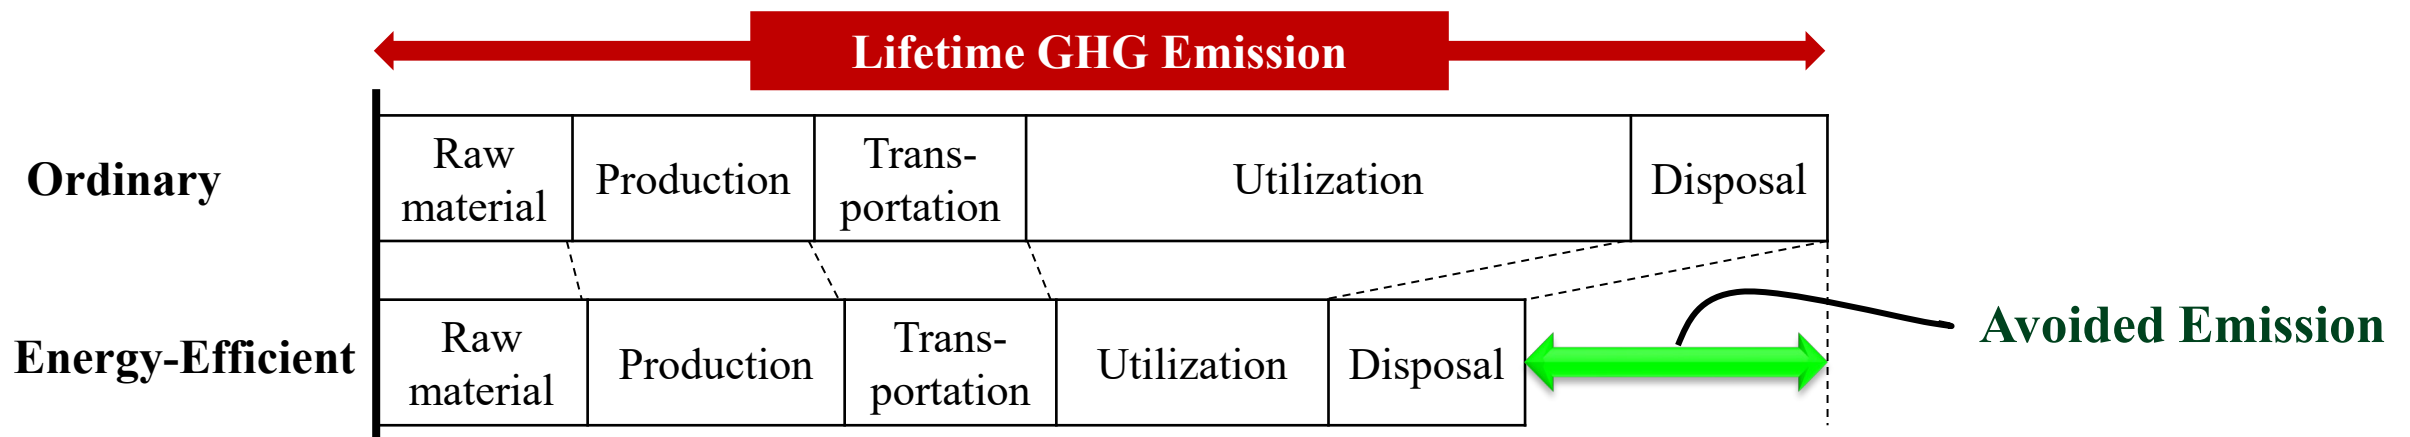 Lifetime GHG Emission
Ordinary
Raw
material
Production
Trans-
portation
Utilization
Disposal
Energy-Efficient
Raw
material
Production
Trans-
portation
Utilization
Disposal
Avoided Emission